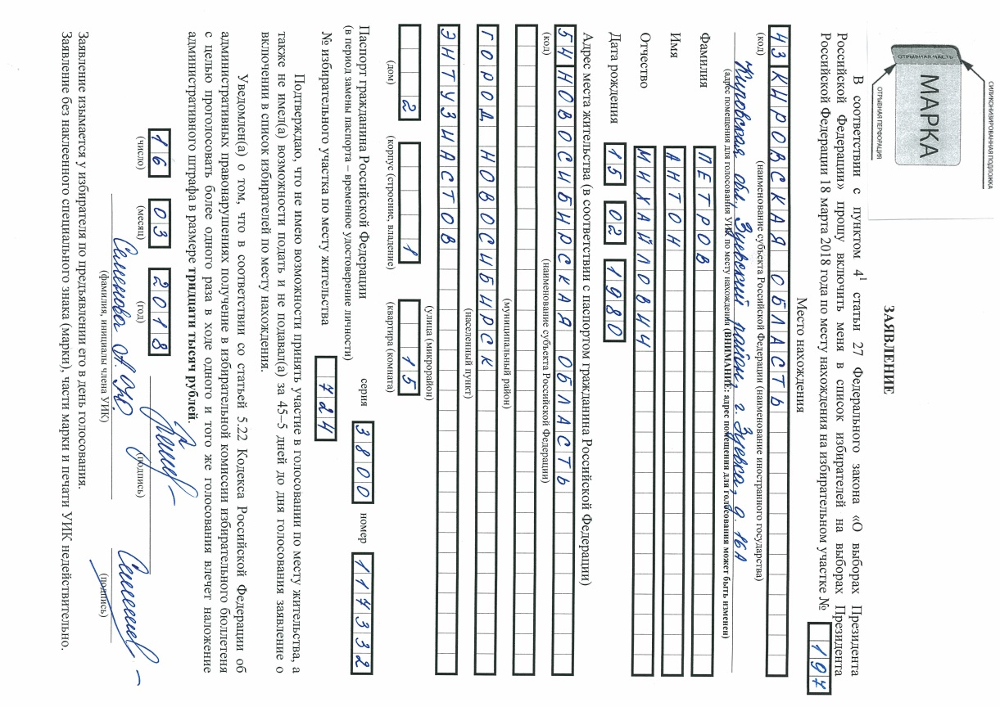 СИЛИКОНИЗИРОВАННАЯ ПОДЛОЖКА
МАРКА
ОТРЫВНАЯ ЧАСТЬ
ОТРЫВНАЯ ПЕРФОРАЦИЯ
ЗАЯВЛЕНИЕ
В соответствии с пунктом 4¹ статьи 27 Федерального закона «О выборах Президента
Российской Федерации» прошу включить меня в список избирателей на выборах Президента
Российской Федерации 18 марта 2018 года по месту нахождения на избирательном участке № 197
Место нахождения
43 КИРОВСКАЯ ОБЛАСТЬ
(код) (наименование субъекта Российской Федерации (наименование иностранного государства)
Кировская обл., Зуевский район, г. Зуевка, д. 16А
(адрес помещения для голосования УИК по месту нахождения (ВНИМАНИЕ: адрес помещения для голосования может быть изменен)
Фамилия ПЕТРОВ
Имя АНТОН
Отчество МИХАЙЛОВИЧ
Дата рождения 15 02 1980
Адрес места жительства (в соответствии с паспортом гражданина Российской Федерации)
54 НОВОСИБИРСКАЯ ОБЛАСТЬ
(код) (наименование субъекта Российской Федерации)
(муниципальный район)
ГОРОД НОВОСИБИРСК
(населенный пункт)
ЭНТУЗИАСТОВ
(улица (микрорайон)
2 1 15
(дом) (корпус (строение, владение) (квартира (комната)
Паспорт гражданина Российской Федерации серия 3800 номер 117332
(в период замены паспорта – временное удостоверение личности)
№ избирательного участка по месту жительства 724
Подтверждаю, что не имею возможности принять участие в голосовании по месту жительства, а
также не имел(а) возможности подать и не подавал(а) за 45–5 дней до дня голосования заявление о
включении в список избирателей по месту нахождения.
Уведомлен(а) о том, что в соответствии со статьей 5.22 Кодекса Российской Федерации об
административных правонарушениях получение в избирательной комиссии избирательного бюллетеня
с целью проголосовать более одного раза в ходе одного и того же голосования влечет наложение
административного штрафа в размере тридцати тысяч рублей.
16 03 2018
(число) (месяц) (год) (подпись)
Семенова А.Ю.
(фамилия, инициалы члена УИК) (подпись)
Заявление изымается у избирателя по предъявлении его в день голосования.
Заявление без наклеенного специального знака (марки), части марки и печати УИК недействительно.